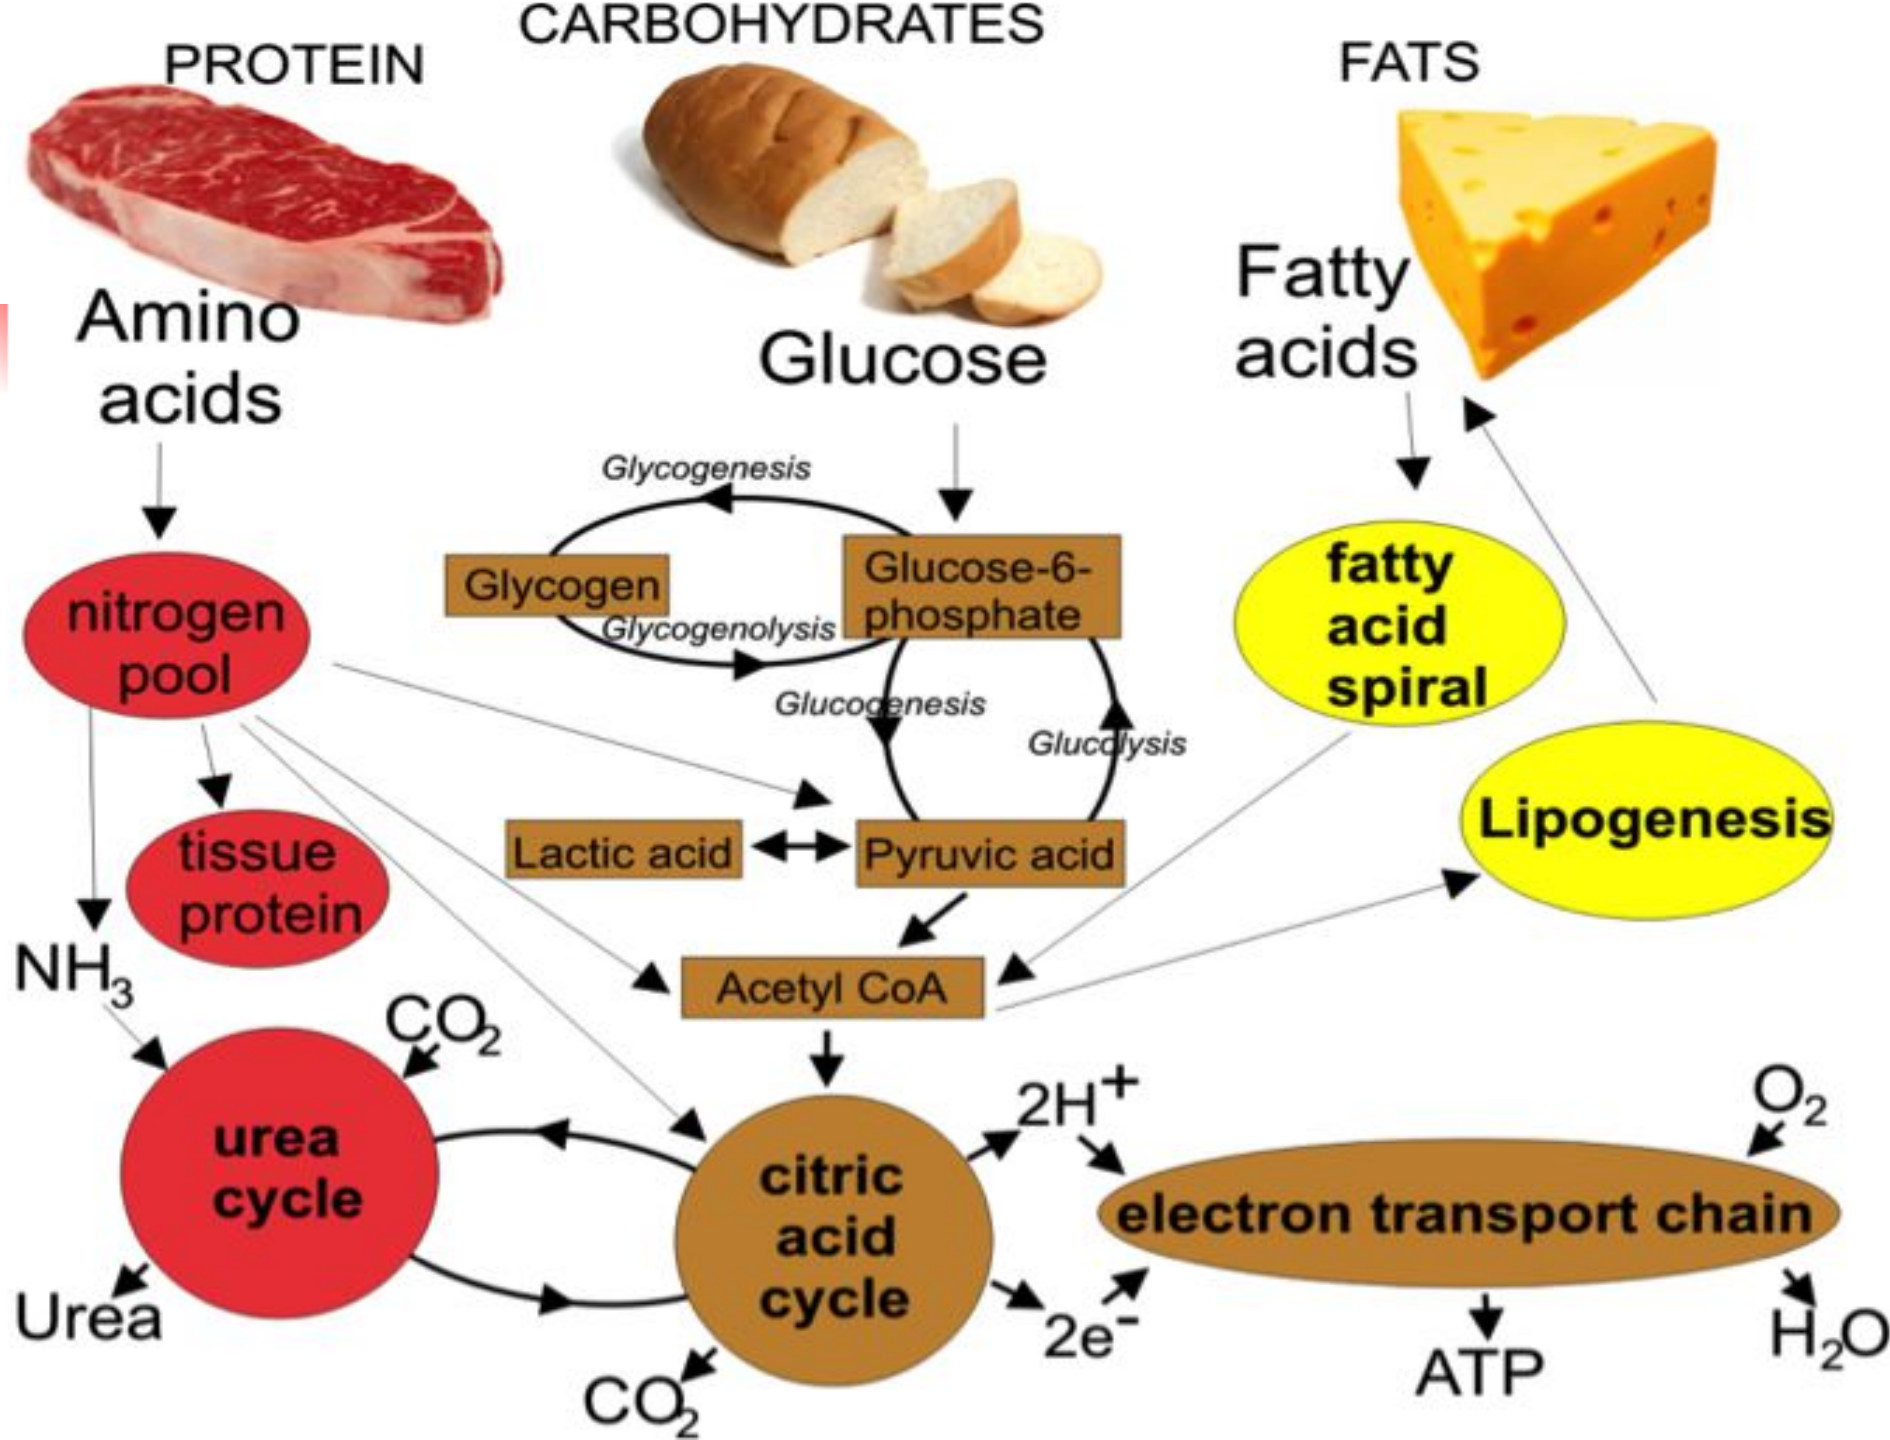 PROTEIN
CARBOHYDRATES
FATS
Amino
acids
Glucose
Fatty
acids
nitrogen
pool
Glycogenesis
Glycogen
Glycogenolysis
Glucose-6-
phosphate
Glucogenesis
Glucolysis
fatty
acid
spiral
Lipogenesis
tissue
protein
Lactic acid
Pyruvic acid
NH3
Acetyl CoA
CO2
urea
cycle
Urea
citric
acid
cycle
CO2
2H+
2e-
O2
electron transport chain
ATP
H2O